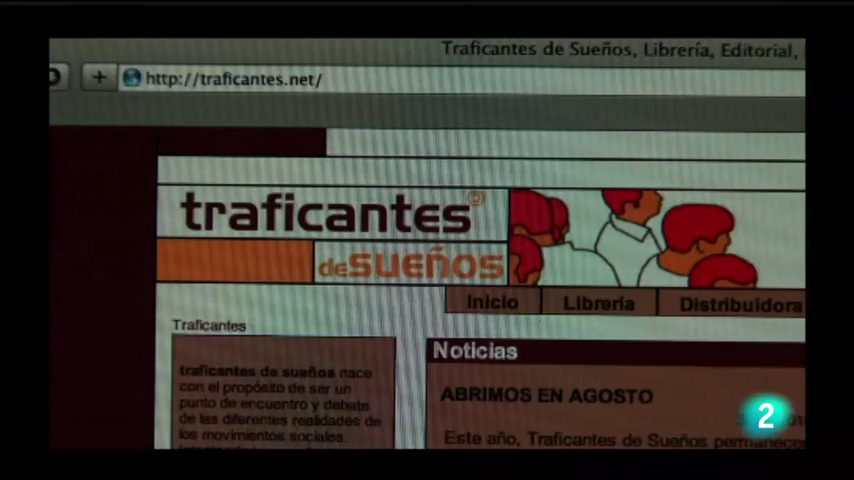 Traficantes de Sueños, Librería, Editorial,
http://traficantes.net/
traficantes
de sueños
Inicio
Libreria
Distribuidora
Traficantes
traficantes de sueños nace
con el propósito de ser un
punto de encuentro y debate
de las diferentes realidades de
los movimientos sociales.
Noticias
ABRIMOS EN AGOSTO
Este año, Traficantes de Sueños permanece
2